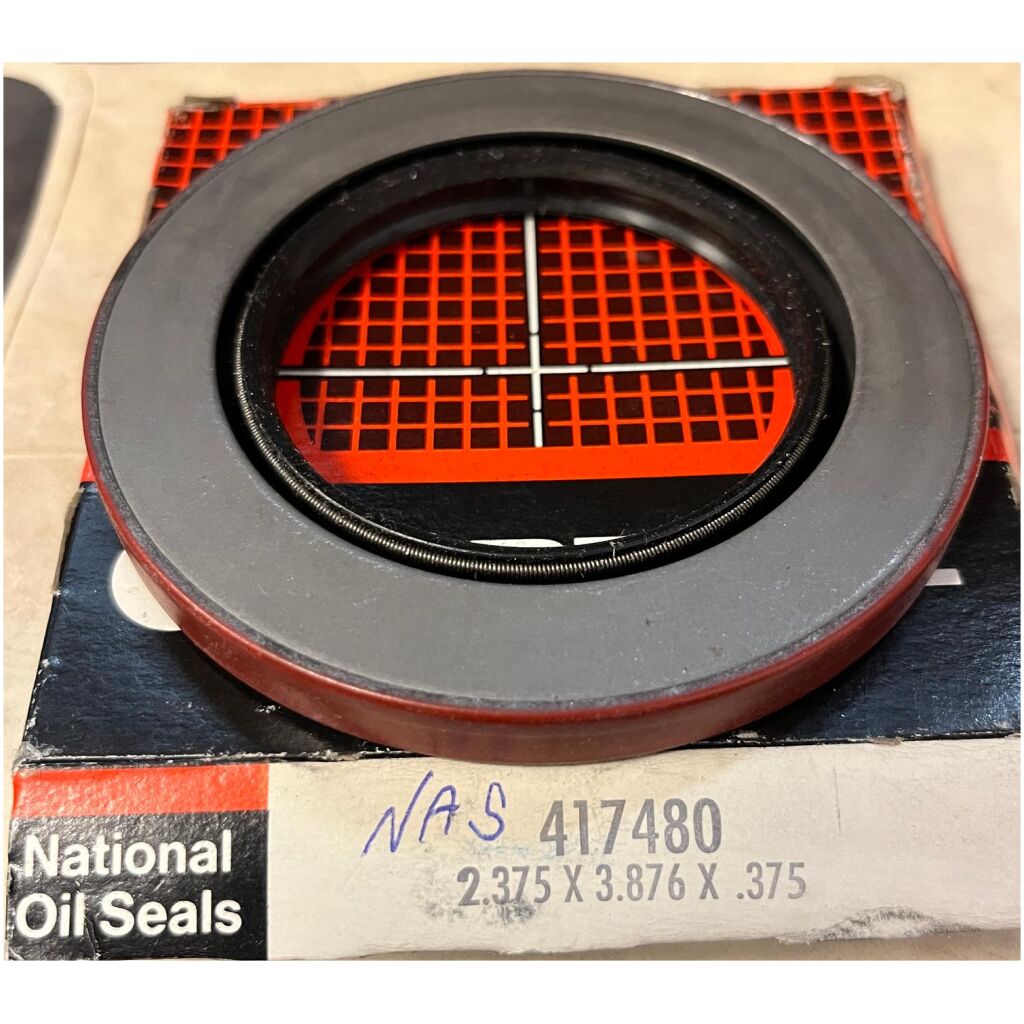 NAS 417480
2.375 X 3.876 X .375
National
Oil Seals